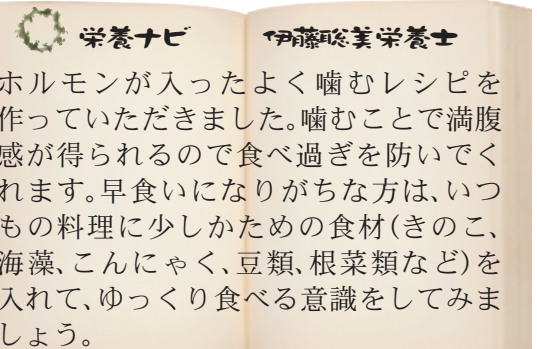 栄養ナビ 伊藤聡美栄養士
ホルモンが入ったよく噛むレシピを
作っていただきました。噛むことで満腹
感が得られるので食べ過ぎを防いでく
れます。早食いになりがちな方は、いつ
もの料理に少しかための食材(きのこ、
海藻、こんにゃく、豆類、根菜類など)を
入れて、ゆっくり食べる意識をしてみま
しょう。